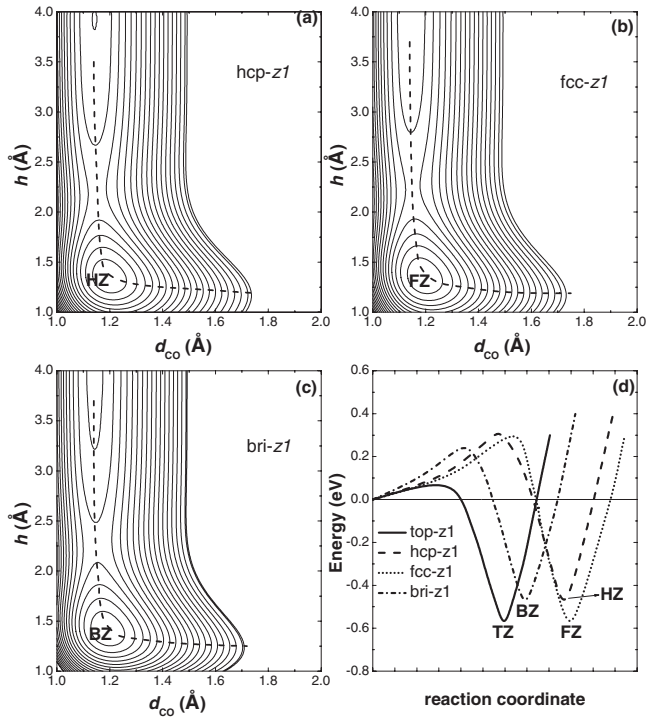 (a)
hcp-z1
HZ
h (Å)
4.0
3.5
3.0
2.5
2.0
1.5
1.0
1.0 1.2 1.4 1.6 1.8 2.0
d_CO (Å)
(b)
fcc-z1
FZ
h (Å)
4.0
3.5
3.0
2.5
2.0
1.5
1.0
1.0 1.2 1.4 1.6 1.8 2.0
d_CO (Å)
(c)
bri-z1
BZ
h (Å)
4.0
3.5
3.0
2.5
2.0
1.5
1.0
1.0 1.2 1.4 1.6 1.8 2.0
d_CO (Å)
(d)
Energy (eV)
0.6
0.4
0.2
0.0
-0.2
-0.4
-0.6
-0.8
top-z1
hcp-z1
fcc-z1
bri-z1
HZ
BZ
TZ
FZ
reaction coordinate